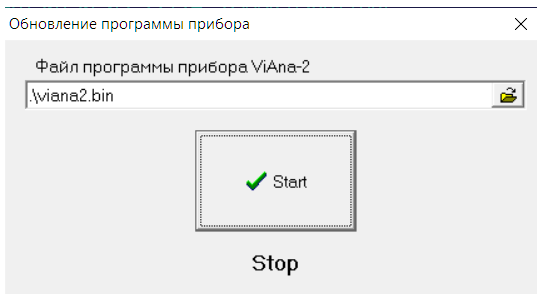 Обновление программы прибора
Файл программы прибора ViAna-2
.\viana2.bin
Start
Stop